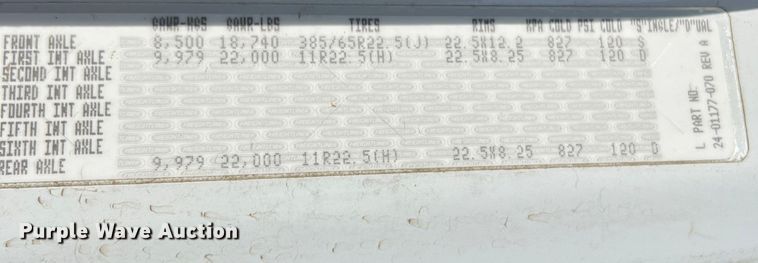 GAWR-KGS GAWR-LBS TIRES RIMS KPA COLD PSI COLD "S"INGLE/"D"UAL
FRONT AXLE 8,500 18,740 385/65R22.5(J) 22.5X12.2 827 120 S
FIRST INT AXLE 9,979 22,000 11R22.5(H) 22.5X8.25 827 120 D
SECOND INT AXLE
THIRD INT AXLE
FOURTH INT AXLE
FIFTH INT AXLE
SIXTH INT AXLE
REAR AXLE 9,979 22,000 11R22.5(H) 22.5X8.25 827 120 D
L PART NO:
24-01177-070 REV A
Purple Wave Auction